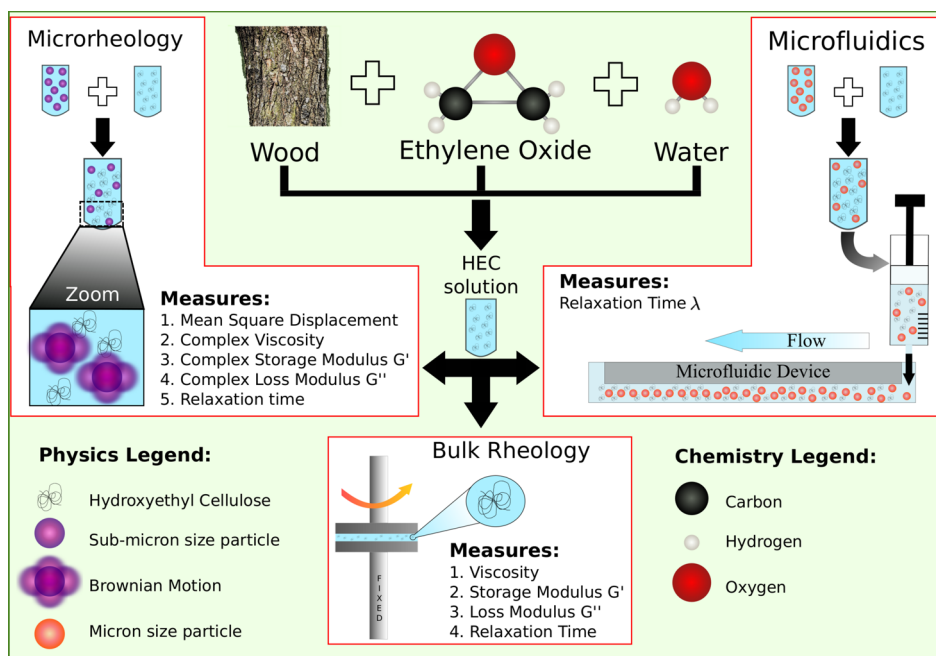 Microrheology
Wood
Ethylene Oxide
Water
Microfluidics
HEC
solution
Zoom
Measures:
1. Mean Square Displacement
2. Complex Viscosity
3. Complex Storage Modulus G'
4. Complex Loss Modulus G''
5. Relaxation time
Measures:
Relaxation Time λ
Flow
Microfluidic Device
Physics Legend:
Hydroxyethyl Cellulose
Sub-micron size particle
Brownian Motion
Micron size particle
Bulk Rheology
FIXED
Measures:
1. Viscosity
2. Storage Modulus G'
3. Loss Modulus G''
4. Relaxation Time
Chemistry Legend:
Carbon
Hydrogen
Oxygen